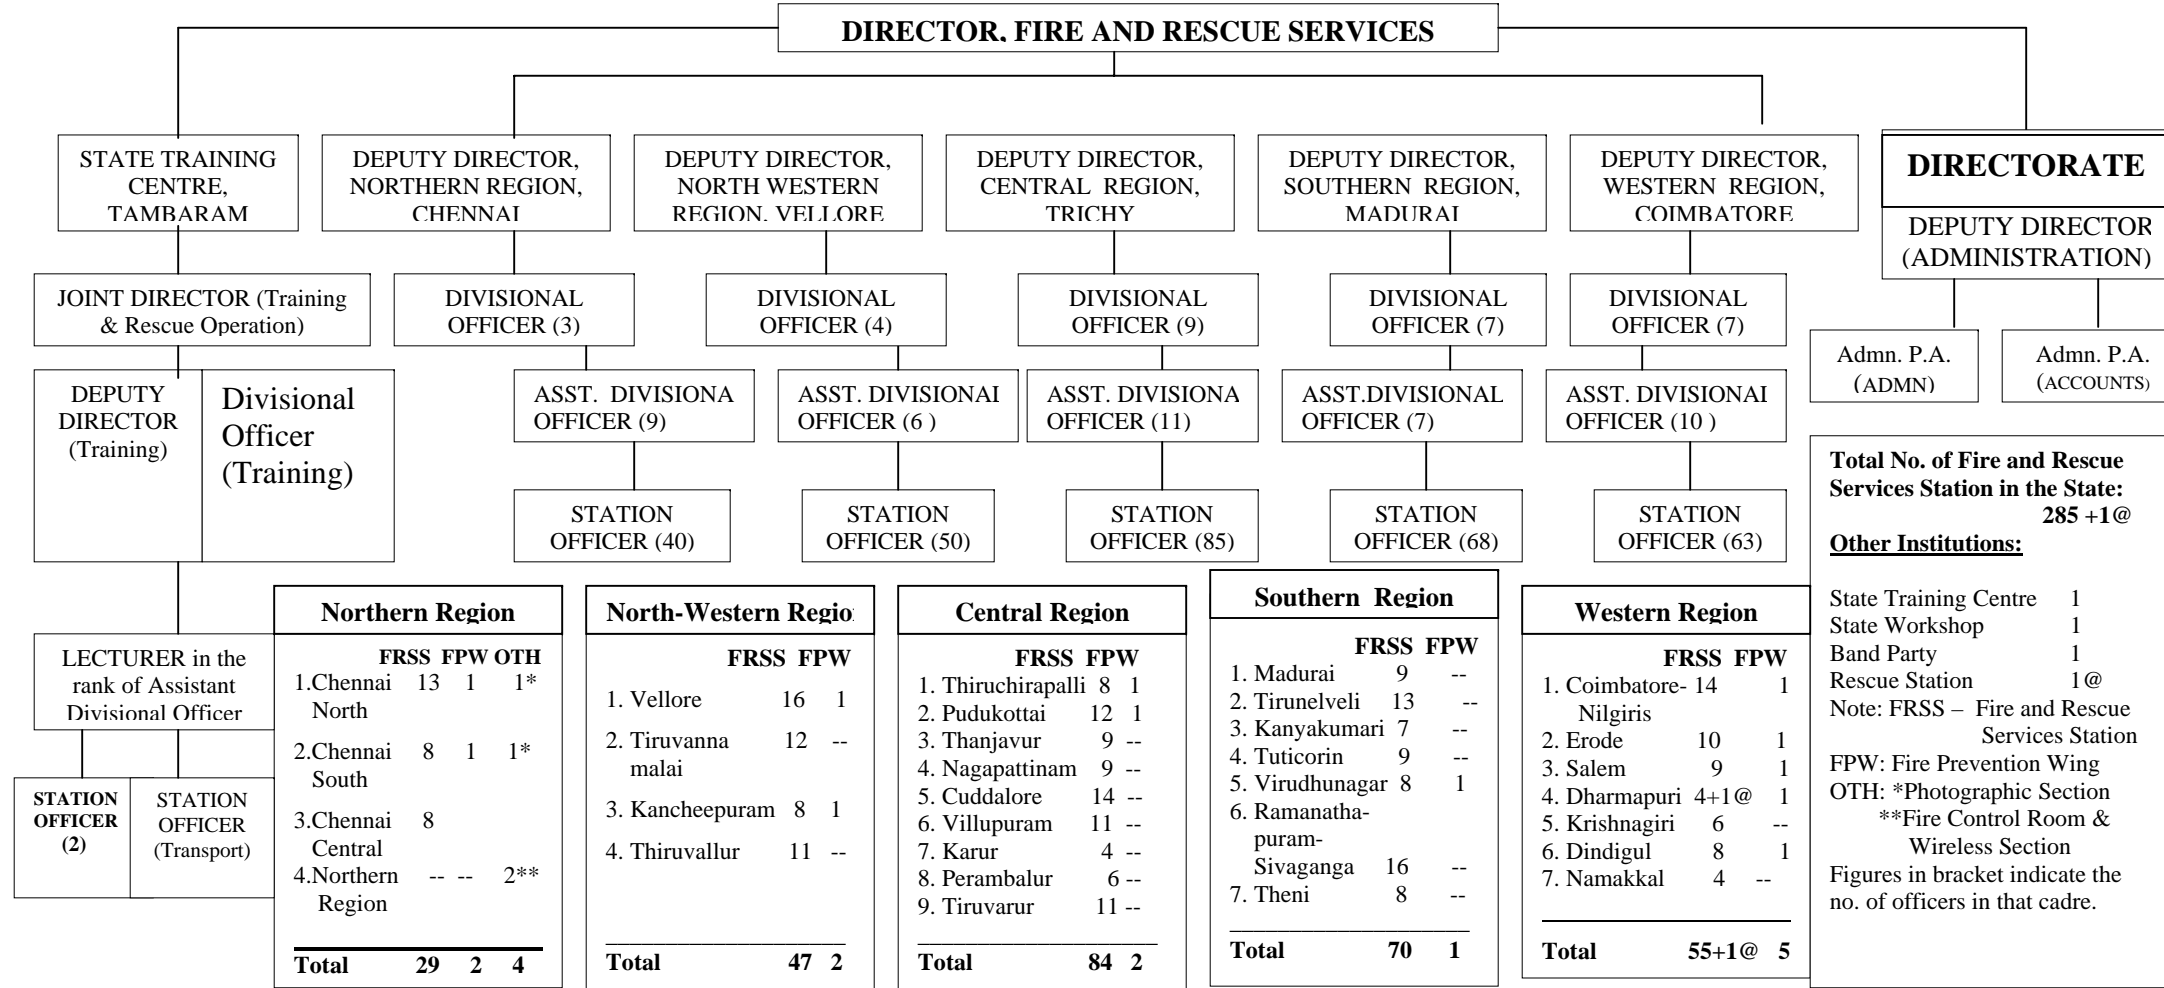 DIRECTOR, FIRE AND RESCUE SERVICES
STATE TRAINING
CENTRE,
TAMBARAM
DEPUTY DIRECTOR,
NORTHERN REGION,
CHENNAI
DEPUTY DIRECTOR,
NORTH WESTERN
REGION, VELLORE
DEPUTY DIRECTOR,
CENTRAL REGION,
TRICHY
DEPUTY DIRECTOR,
SOUTHERN REGION,
MADURAI
DEPUTY DIRECTOR,
WESTERN REGION,
COIMBATORE
DIRECTORATE
DEPUTY DIRECTOR
(ADMINISTRATION)
JOINT DIRECTOR (Training
& Rescue Operation)
DIVISIONAL
OFFICER (3)
DIVISIONAL
OFFICER (4)
DIVISIONAL
OFFICER (9)
DIVISIONAL
OFFICER (7)
DIVISIONAL
OFFICER (7)
Admn. P.A.
(ADMN)
Admn. P.A.
(ACCOUNTS)
DEPUTY
DIRECTOR
(Training)
Divisional
Officer
(Training)
ASST. DIVISIONA
OFFICER (9)
ASST. DIVISIONAL
OFFICER (6 )
ASST. DIVISIONA
OFFICER (11)
ASST.DIVISIONAL
OFFICER (7)
ASST. DIVISIONAL
OFFICER (10 )
STATION
OFFICER (40)
STATION
OFFICER (50)
STATION
OFFICER (85)
STATION
OFFICER (68)
STATION
OFFICER (63)
LECTURER in the
rank of Assistant
Divisional Officer
STATION
OFFICER
(2)
STATION
OFFICER
(Transport)
Northern Region
FRSS FPW OTH
1.Chennai 13 1 1*
North
2.Chennai 8 1 1*
South
3.Chennai 8
Central
4.Northern -- -- 2**
Region
Total 29 2 4
North-Western Regio
FRSS FPW
1. Vellore 16 1
2. Tiruvanna 12 --
malai
3. Kancheepuram 8 1
4. Thiruvallur 11 --
Total 47 2
Central Region
FRSS FPW
1. Thiruchirapalli 8 1
2. Pudukottai 12 1
3. Thanjavur 9 --
4. Nagapattinam 9 --
5. Cuddalore 14 --
6. Villupuram 11 --
7. Karur 4 --
8. Perambalur 6 --
9. Tiruvarur 11 --
Total 84 2
Southern Region
FRSS FPW
1. Madurai 9 --
2. Tirunelveli 13 --
3. Kanyakumari 7 --
4. Tuticorin 9 --
5. Virudhunagar 8 1
6. Ramanatha-
puram-
Sivaganga 16 --
7. Theni 8 --
Total 70 1
Western Region
FRSS FPW
1. Coimbatore- 14 1
Nilgiris
2. Erode 10 1
3. Salem 9 1
4. Dharmapuri 4+1@ 1
5. Krishnagiri 6 --
6. Dindigul 8 1
7. Namakkal 4 --
Total 55+1@ 5
Total No. of Fire and Rescue
Services Station in the State:
285 +1@
Other Institutions:
State Training Centre 1
State Workshop 1
Band Party 1
Rescue Station 1@
Note: FRSS – Fire and Rescue
Services Station
FPW: Fire Prevention Wing
OTH: *Photographic Section
**Fire Control Room &
Wireless Section
Figures in bracket indicate the
no. of officers in that cadre.